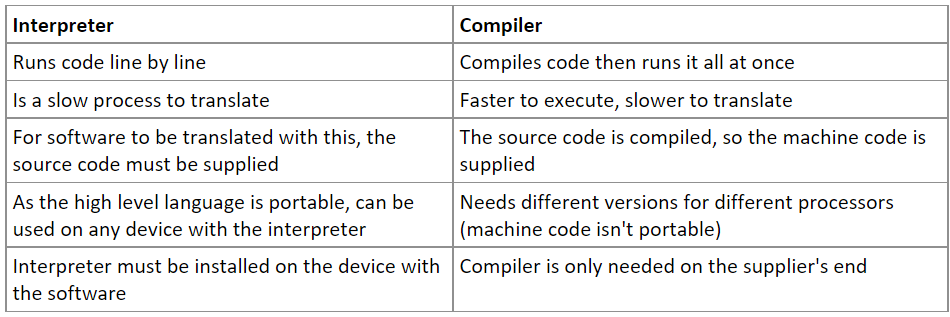 Interpreter
Compiler
Runs code line by line
Compiles code then runs it all at once
Is a slow process to translate
Faster to execute, slower to translate
For software to be translated with this, the
source code must be supplied
The source code is compiled, so the machine code is
supplied
As the high level language is portable, can be
used on any device with the interpreter
Needs different versions for different processors
(machine code isn't portable)
Interpreter must be installed on the device with
the software
Compiler is only needed on the supplier's end